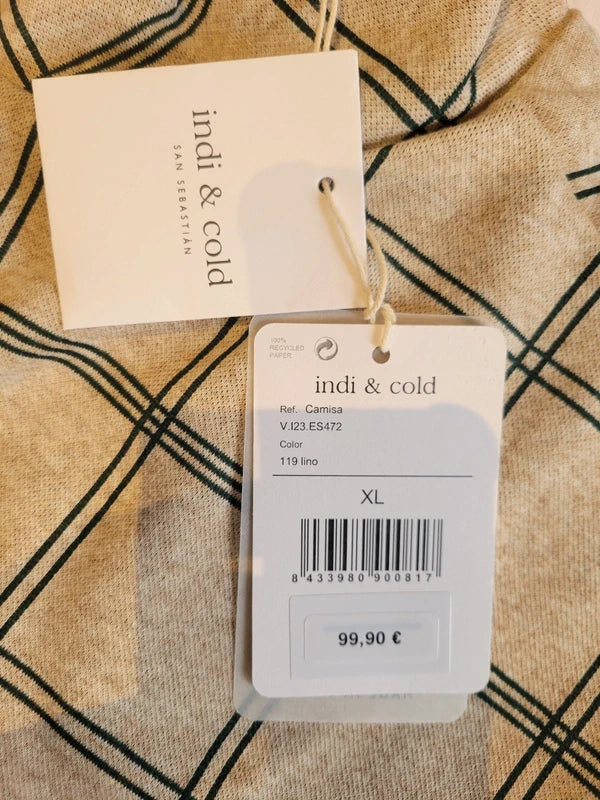 indi & cold
SAN SEBASTIÁN
100%
RECYCLED
PAPER
indi & cold
Ref. Camisa
V.I23.ES472
Color
119 lino
XL
8 433980 900817
99,90 €